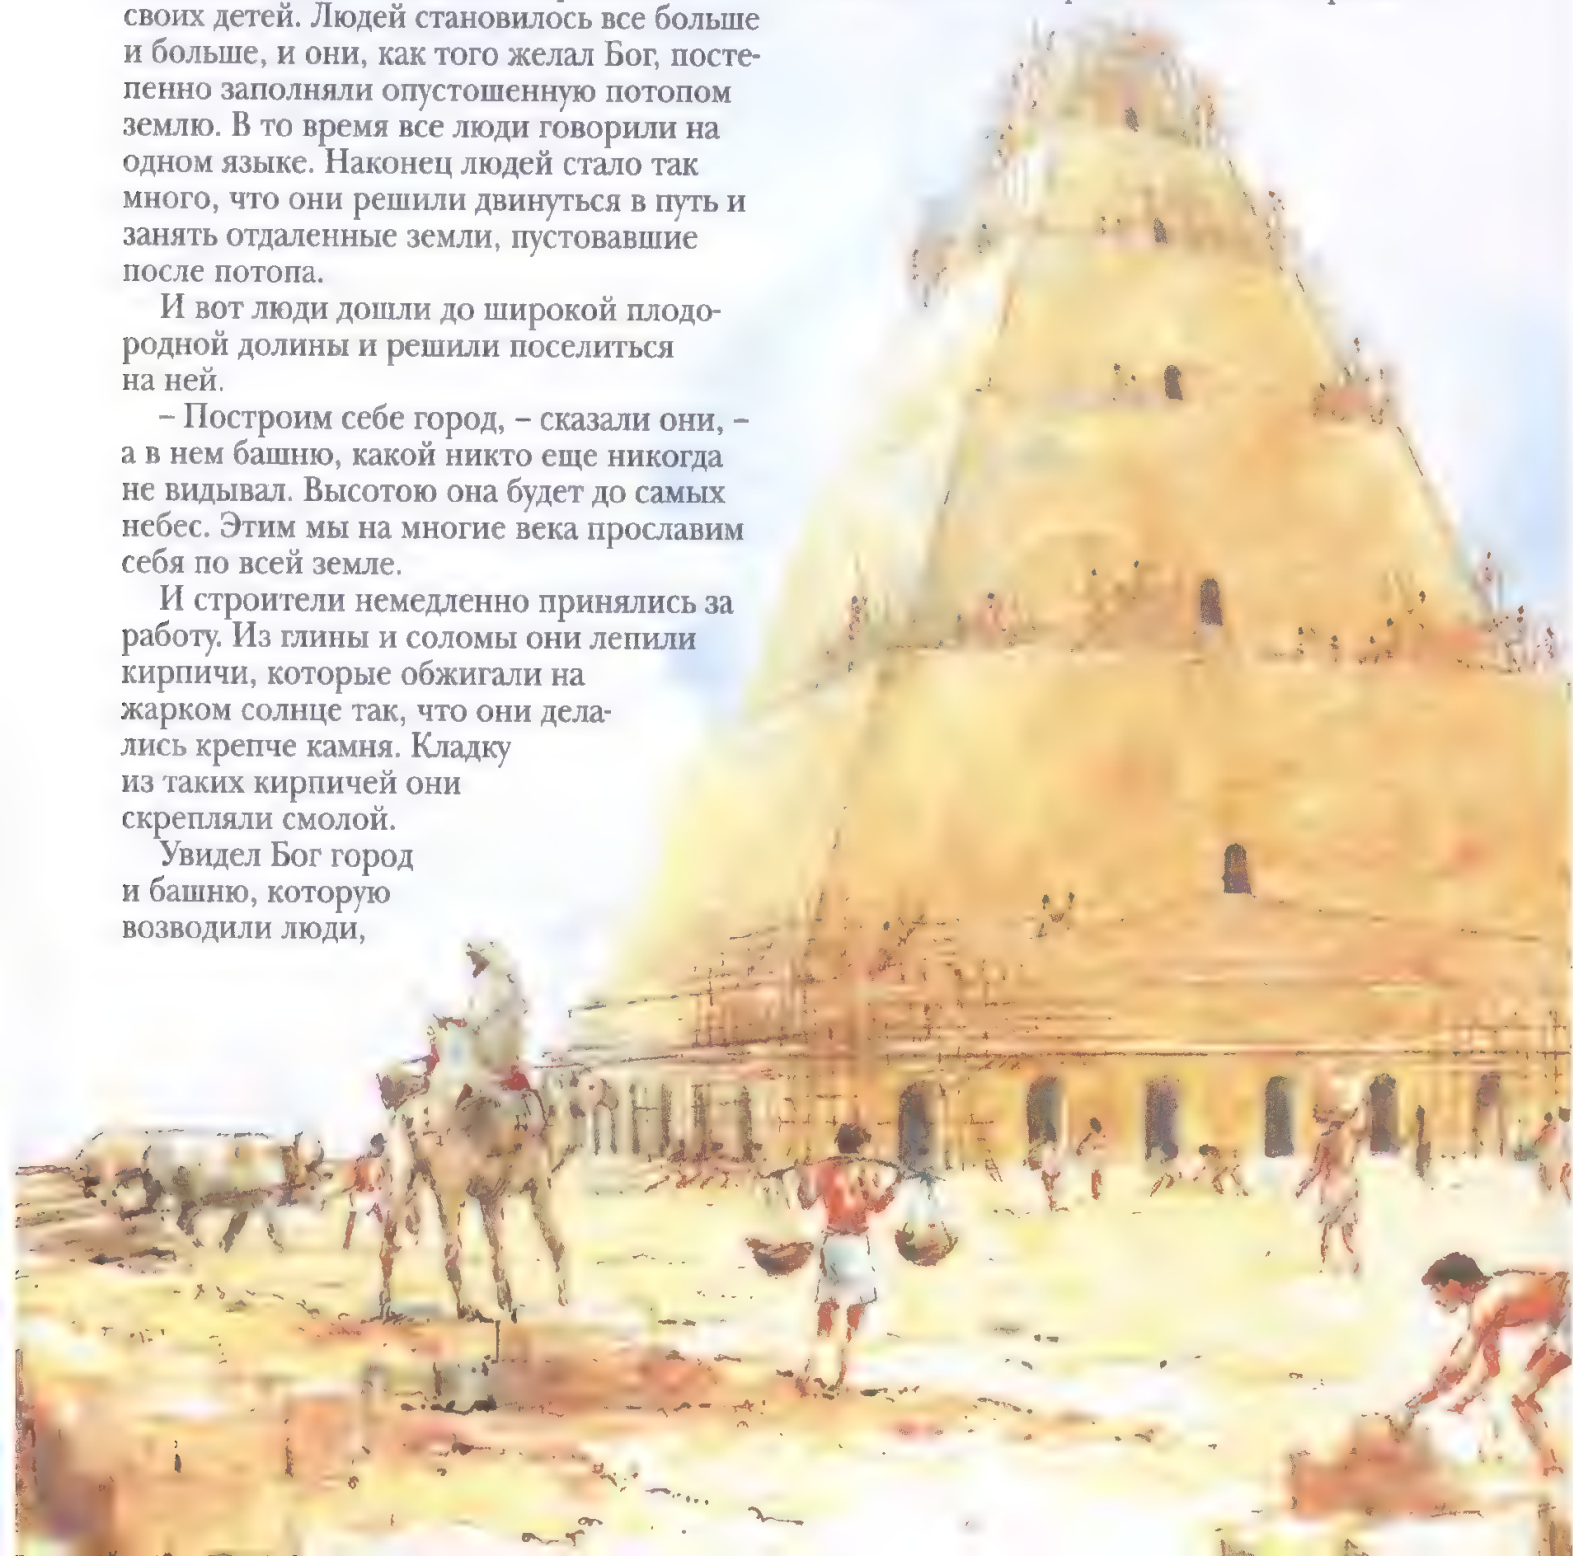 своих детей. Людей становилось все больше
и больше, и они, как того желал Бог, посте-
пенно заполняли опустошенную потопом
землю. В то время все люди говорили на
одном языке. Наконец людей стало так
много, что они решили двинуться в путь и
занять отдаленные земли, пустовавшие
после потопа.
И вот люди дошли до широкой плодо-
родной долины и решили поселиться
на ней.
– Построим себе город, – сказали они, –
а в нем башню, какой никто еще никогда
не видывал. Высотою она будет до самых
небес. Этим мы на многие века прославим
себя по всей земле.
И строители немедленно принялись за
работу. Из глины и соломы они лепили
кирпичи, которые обжигали на
жарком солнце так, что они дела-
лись крепче камня. Кладку
из таких кирпичей они
скрепляли смолой.
Увидел Бог город
и башню, которую
возводили люди,